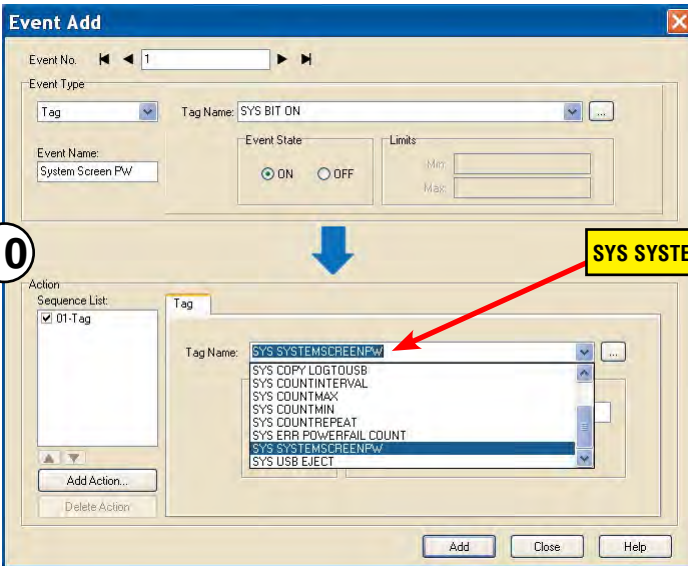 Event Add
Event No. 1
Event Type
Tag
Tag Name: SYS BIT ON
...
Event Name:
System Screen PW
Event State
ON OFF
Limits
Min:
Max:
0
SYS SYSTE
Action
Sequence List:
01-Tag
Tag
Tag Name: SYS SYSTEMSCREENPW
...
SYS COPY LOGTOUSB
SYS COUNTINTERVAL
SYS COUNTMAX
SYS COUNTMIN
SYS COUNTREPEAT
SYS ERR POWERFAIL COUNT
SYS SYSTEMSCREENPW
SYS USB EJECT
Add Action...
Delete Action
Add Close Help